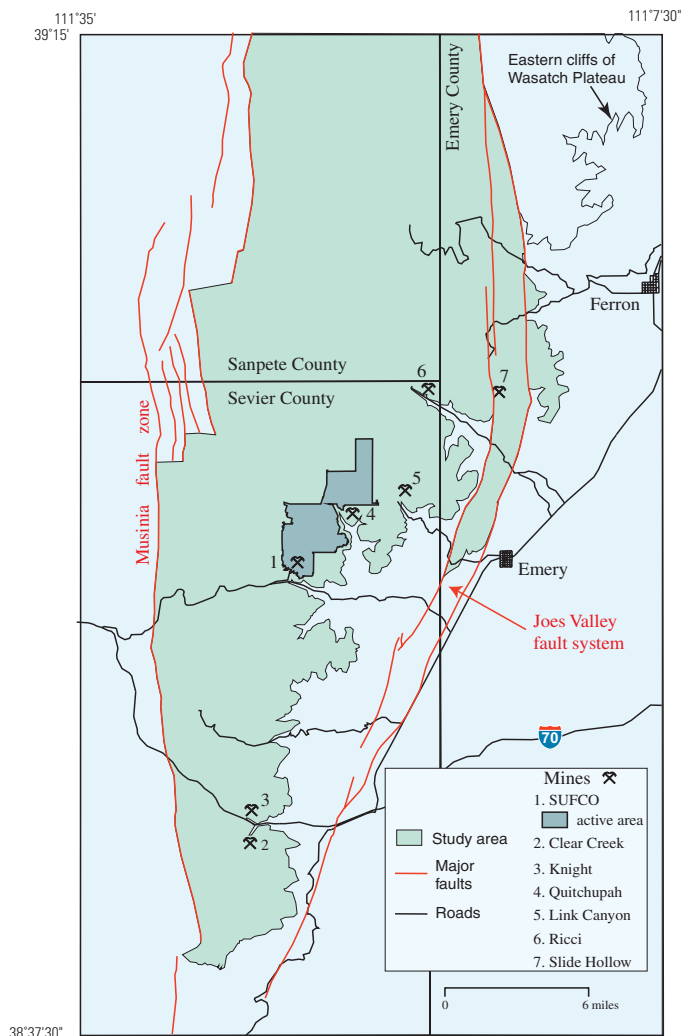 111°35'
111°7'30"
39°15'
Eastern cliffs of
Wasatch Plateau
Emery County
Ferron
Sanpete County
Sevier County
6
7
Musinia fault zone
5
4
1
Emery
Joes Valley
fault system
70
3
2
Mines
1. SUFCO
active area
Study area
2. Clear Creek
Major
faults
3. Knight
4. Quitchupah
Roads
5. Link Canyon
6. Ricci
7. Slide Hollow
0 6 miles
38°37'30"